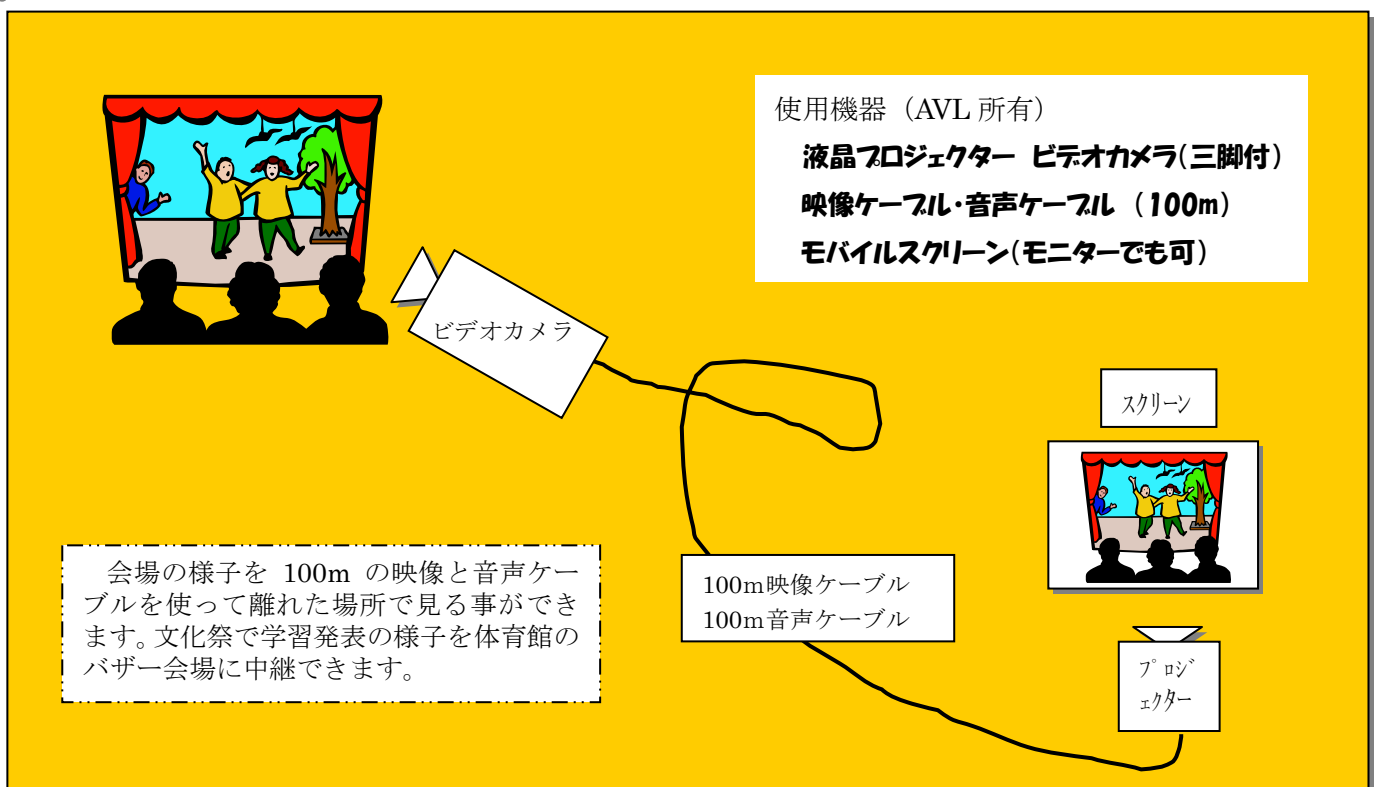 使用機器（AVL 所有）
液晶プロジェクター ビデオカメラ（三脚付）
映像ケーブル・音声ケーブル （100m）
モバイルスクリーン（モニターでも可）
ビデオカメラ
スクリーン
会場の様子を 100m の映像と音声ケー
ブルを使って離れた場所で見る事ができ
ます。文化祭で学習発表の様子を体育館の
バザー会場に中継できます。
100m映像ケーブル
100m音声ケーブル
プロジ
ェクター